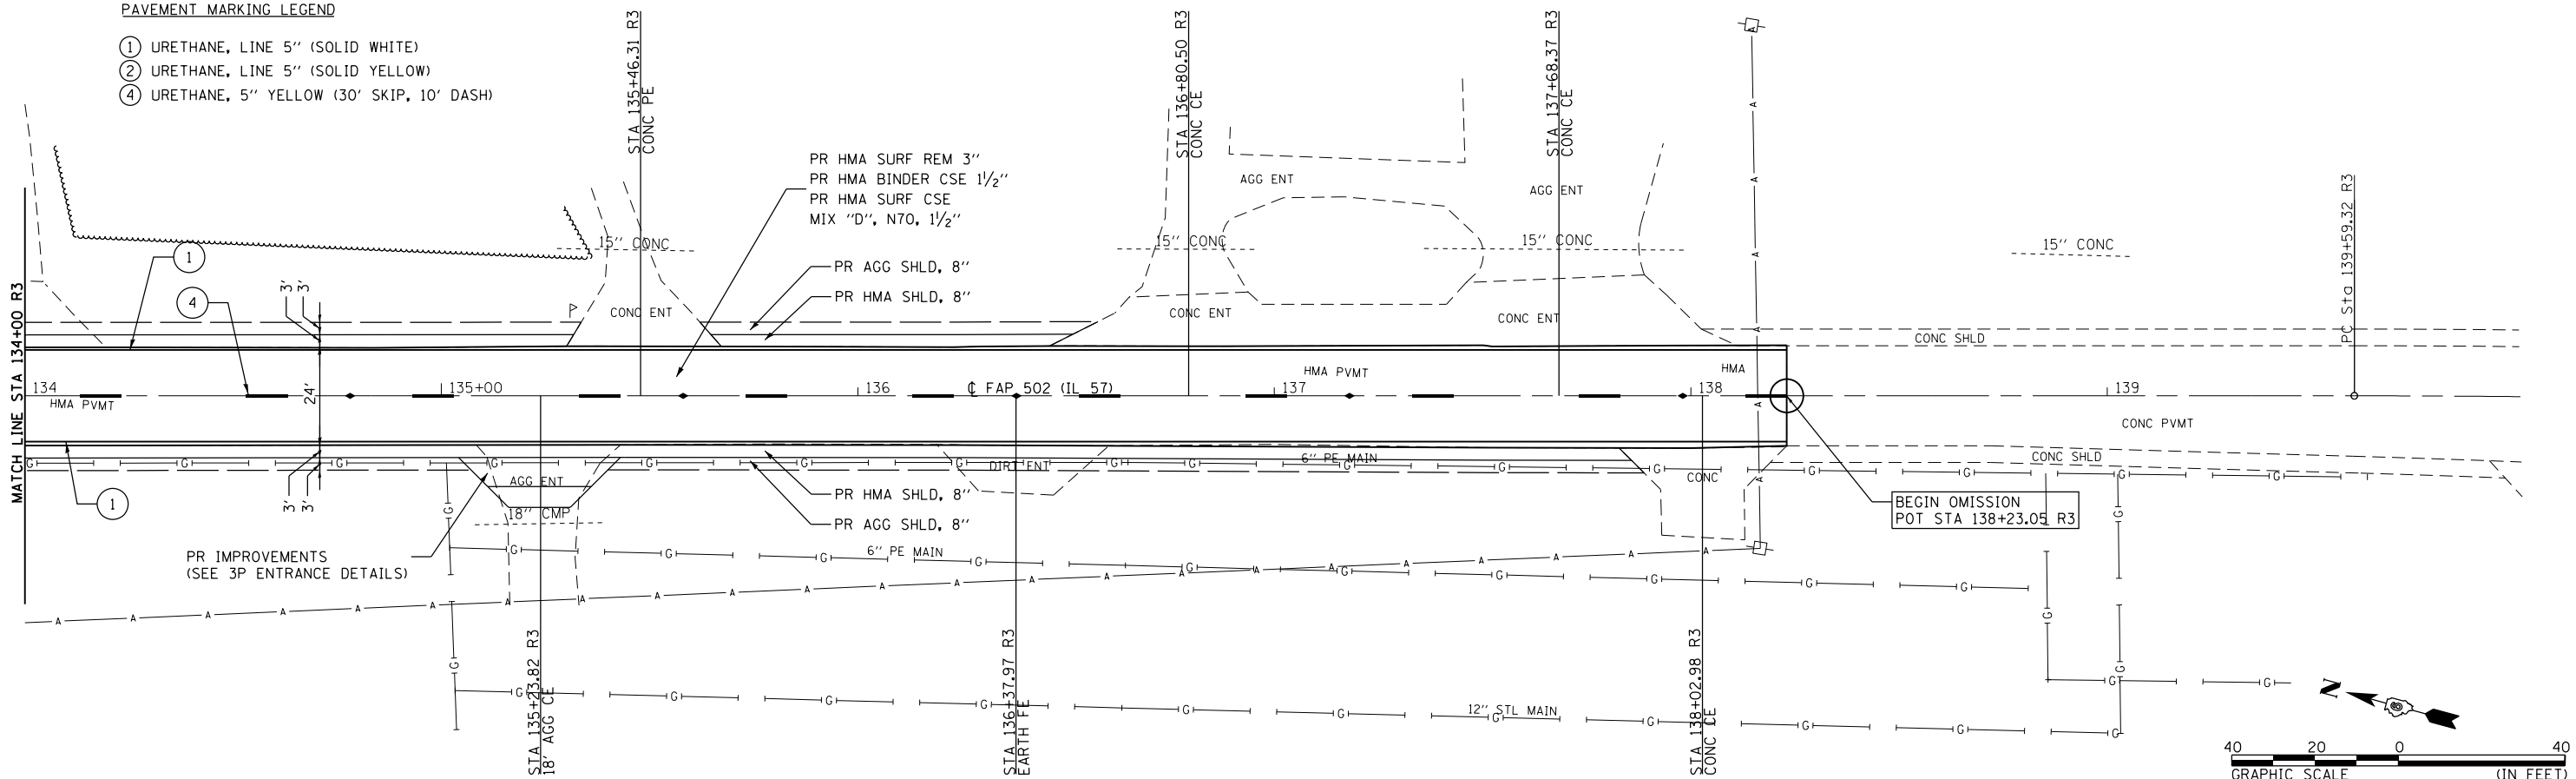 PAVEMENT MARKING LEGEND
1 URETHANE, LINE 5" (SOLID WHITE)
2 URETHANE, LINE 5" (SOLID YELLOW)
4 URETHANE, 5" YELLOW (30' SKIP, 10' DASH)
STA 135+46.31 R3
CONC PE
STA 136+80.50 R3
CONC CE
STA 137+68.37 R3
CONC CE
PR HMA SURF REM 3"
PR HMA BINDER CSE 1 1/2"
PR HMA SURF CSE
MIX "D", N70, 1 1/2"
PR AGG SHLD, 8"
PR HMA SHLD, 8"
AGG ENT
AGG ENT
15" CONC
15" CONC
15" CONC
15" CONC
PC Sta 139+59.32 R3
1
4
3'
3'
P
CONC ENT
CONC ENT
CONC ENT
CONC SHLD
MATCH LINE STA 134+00 R3
24'
HMA PVMT
HMA
134
135+00
136
℄ FAP 502 (IL 57)
137
138
139
HMA PVMT
CONC PVMT
A A A A A A
G G G G G G G G G G G G G G G
DIRT ENT
6" PE MAIN
CONC SHLD
AGG ENT
CONC
3'
3'
1
18" CMP
PR HMA SHLD, 8"
PR AGG SHLD, 8"
BEGIN OMISSION
POT STA 138+23.05 R3
PR IMPROVEMENTS
(SEE 3P ENTRANCE DETAILS)
6" PE MAIN
STA 135+23.82 R3
18' AGG CE
STA 136+37.97 R3
EARTH FE
STA 138+02.98 R3
CONC CE
12" STL MAIN
N
40 20 0 40
GRAPHIC SCALE (IN FEET)